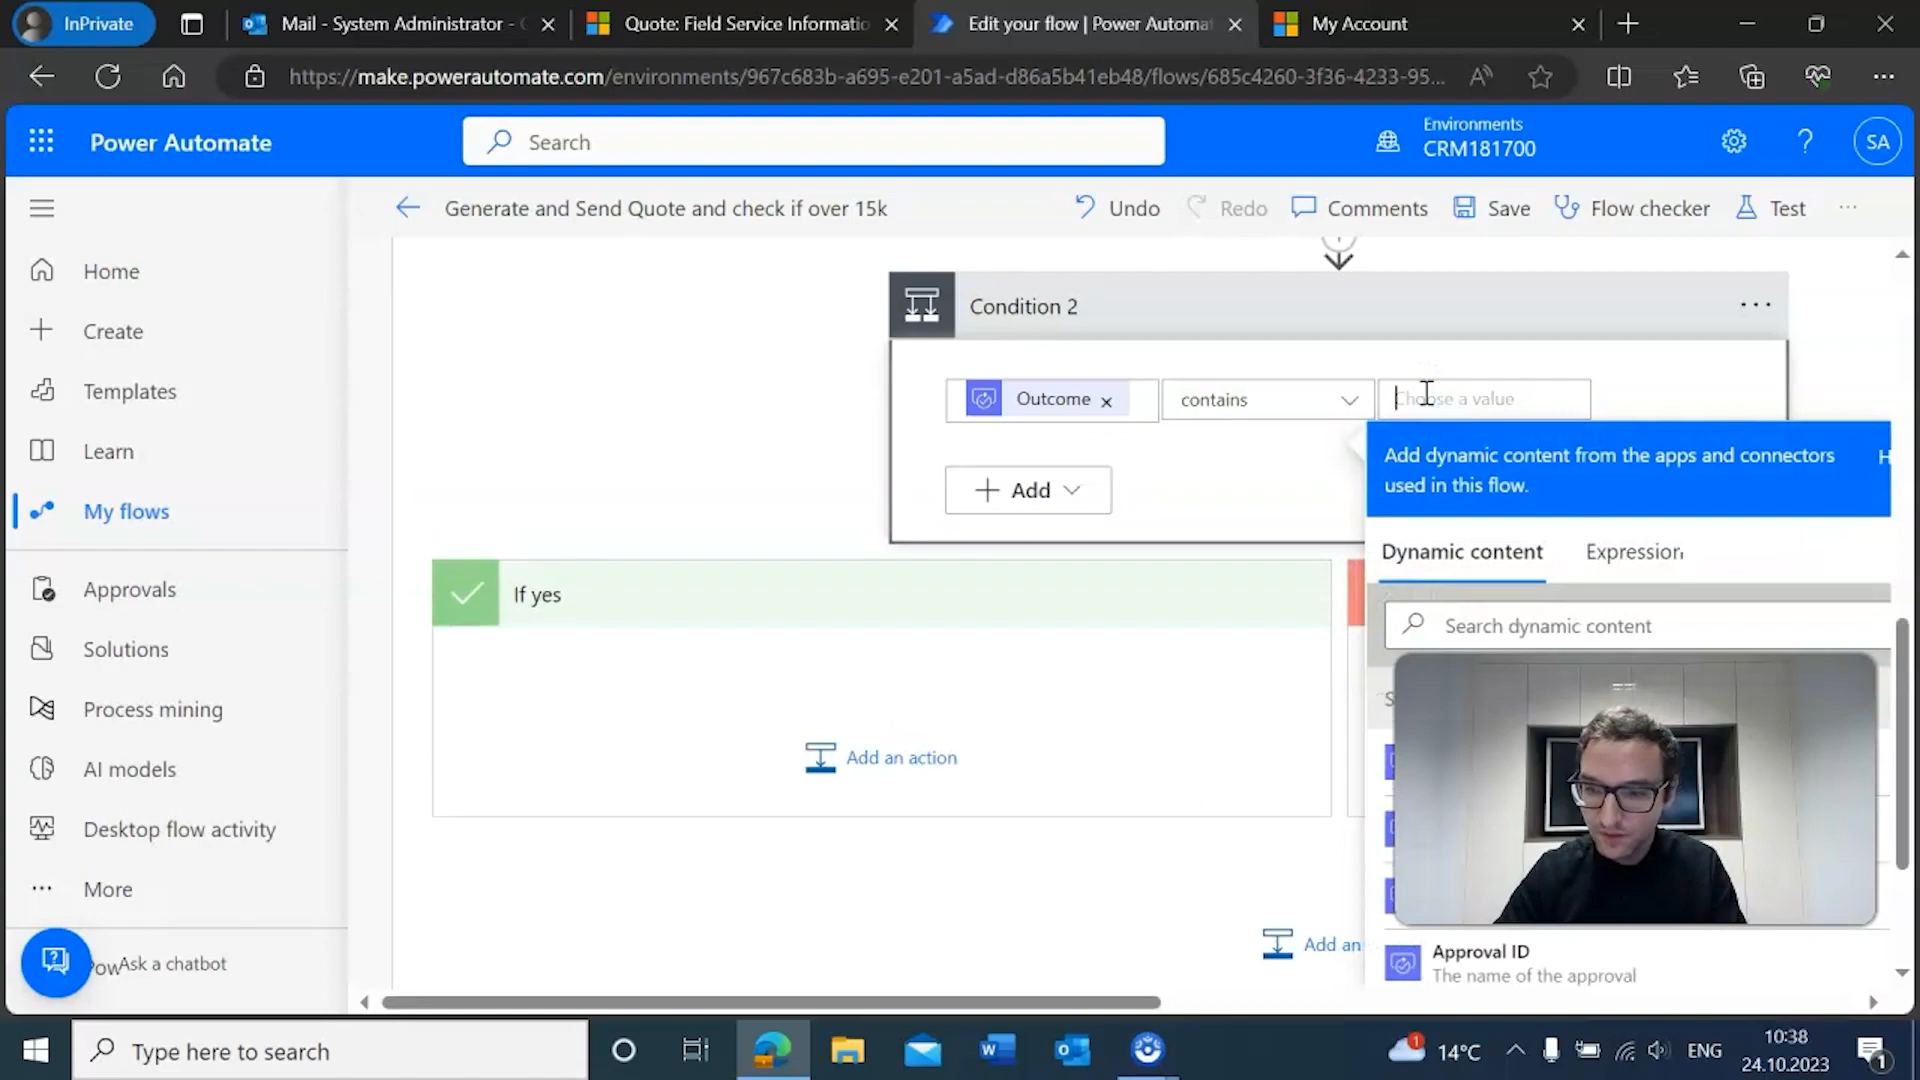 InPrivate
Mail - System Administrator -
Quote: Field Service Informatio
Edit your flow | Power Automat
My Account
https://make.powerautomate.com/environments/967c683b-a695-e201-a5ad-d86a5b41eb48/flows/685c4260-3f36-4233-95...
Power Automate
Search
Environments
CRM181700
SA
Generate and Send Quote and check if over 15k
Undo
Redo
Comments
Save
Flow checker
Test
Home
Create
Templates
Learn
My flows
Approvals
Solutions
Process mining
AI models
Desktop flow activity
More
Ask a chatbot
Condition 2
Outcome
contains
Choose a value
Add
If yes
Add an action
Add an
Add dynamic content from the apps and connectors
used in this flow.
H
Dynamic content
Expression
Search dynamic content
S
Approval ID
The name of the approval
Type here to search
1
14°C
ENG
10:38
24.10.2023
1